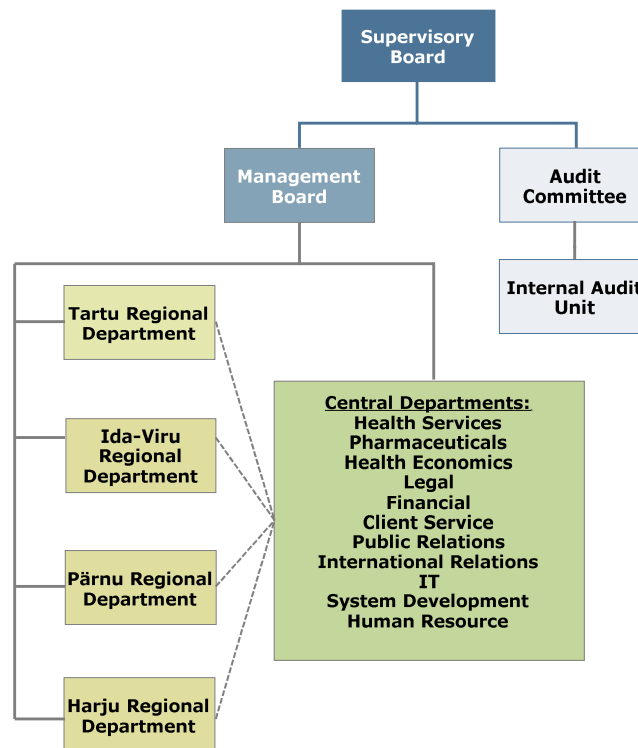 Supervisory
Board
Management
Board
Audit
Committee
Internal Audit
Unit
Tartu Regional
Department
Ida-Viru
Regional
Department
Pärnu Regional
Department
Harju Regional
Department
Central Departments:
Health Services
Pharmaceuticals
Health Economics
Legal
Financial
Client Service
Public Relations
International Relations
IT
System Development
Human Resource